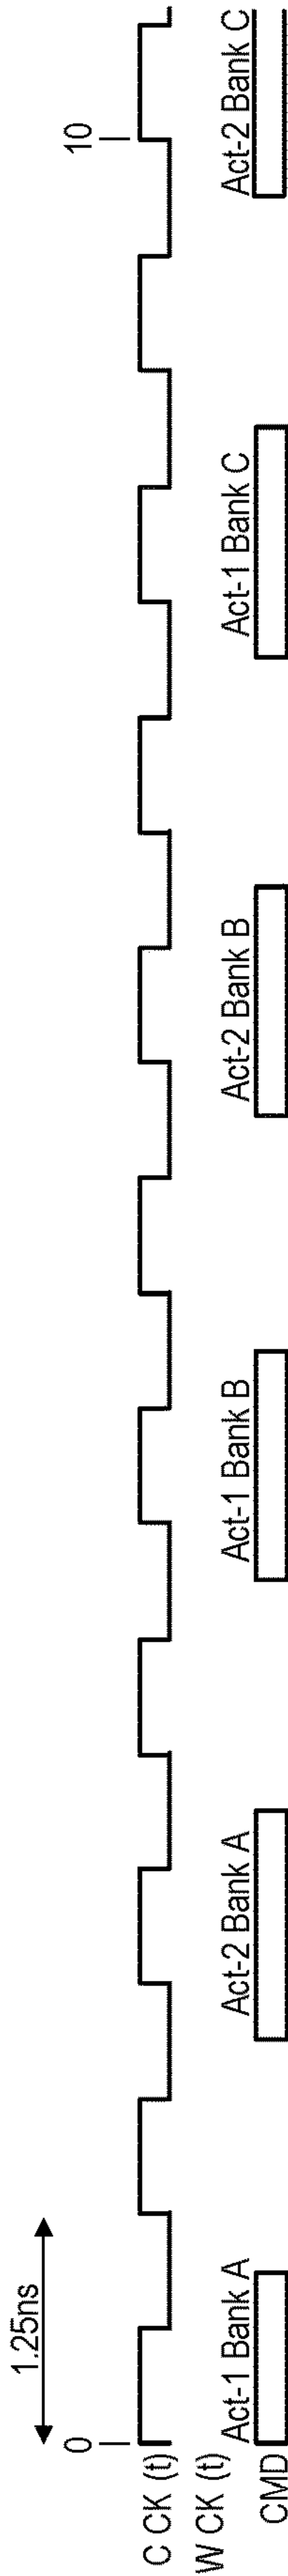 1.25ns
0
10
C CK (t)
W CK (t)
CMD
Act-1 Bank A
Act-2 Bank A
Act-1 Bank B
Act-2 Bank B
Act-1 Bank C
Act-2 Bank C